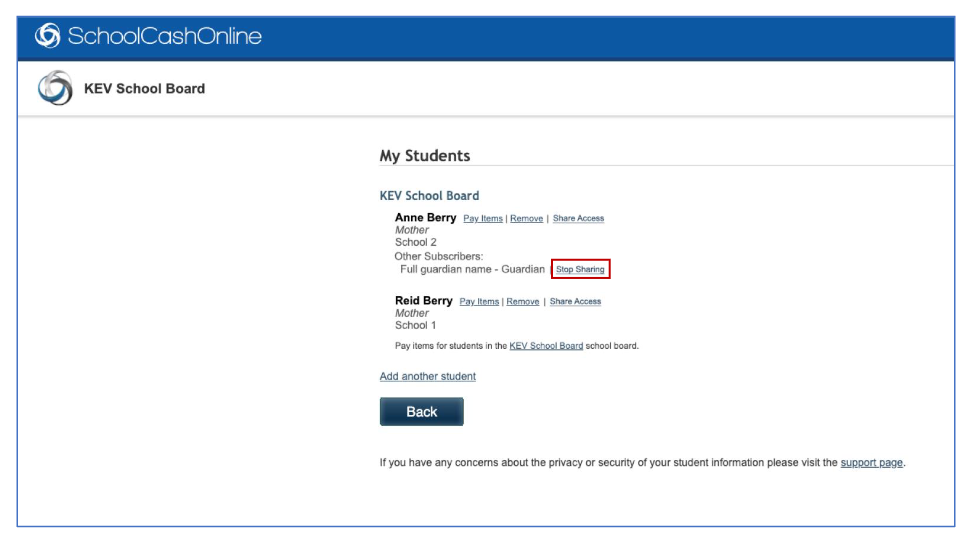 SchoolCashOnline
KEV School Board
My Students
KEV School Board
Anne Berry Pay Items | Remove | Share Access
Mother
School 2
Other Subscribers:
Full guardian name - Guardian | Stop Sharing
Reid Berry Pay Items | Remove | Share Access
Mother
School 1
Pay items for students in the KEV School Board school board.
Add another student
Back
If you have any concerns about the privacy or security of your student information please visit the support page.